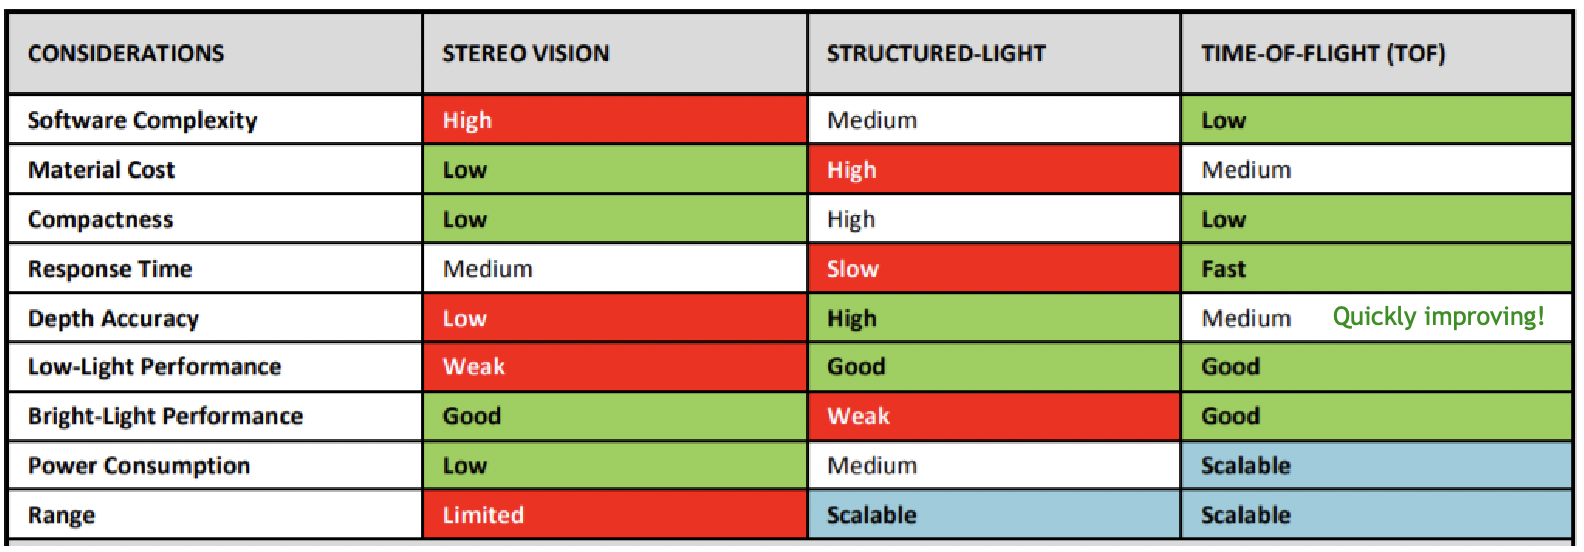 CONSIDERATIONS STEREO VISION STRUCTURED-LIGHT TIME-OF-FLIGHT (TOF)
Software Complexity High Medium Low
Material Cost Low High Medium
Compactness Low High Low
Response Time Medium Slow Fast
Depth Accuracy Low High Medium Quickly improving!
Low-Light Performance Weak Good Good
Bright-Light Performance Good Weak Good
Power Consumption Low Medium Scalable
Range Limited Scalable Scalable